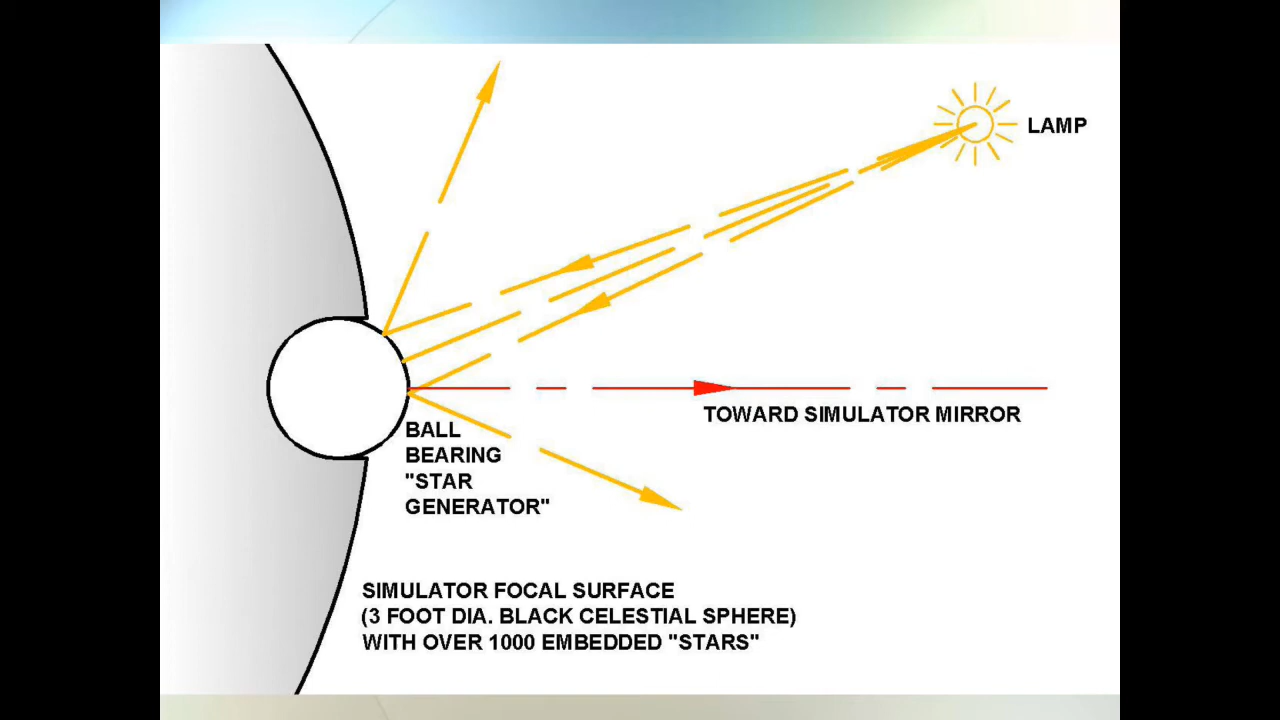 LAMP
TOWARD SIMULATOR MIRROR
BALL
BEARING
"STAR
GENERATOR"
SIMULATOR FOCAL SURFACE
(3 FOOT DIA. BLACK CELESTIAL SPHERE)
WITH OVER 1000 EMBEDDED "STARS"